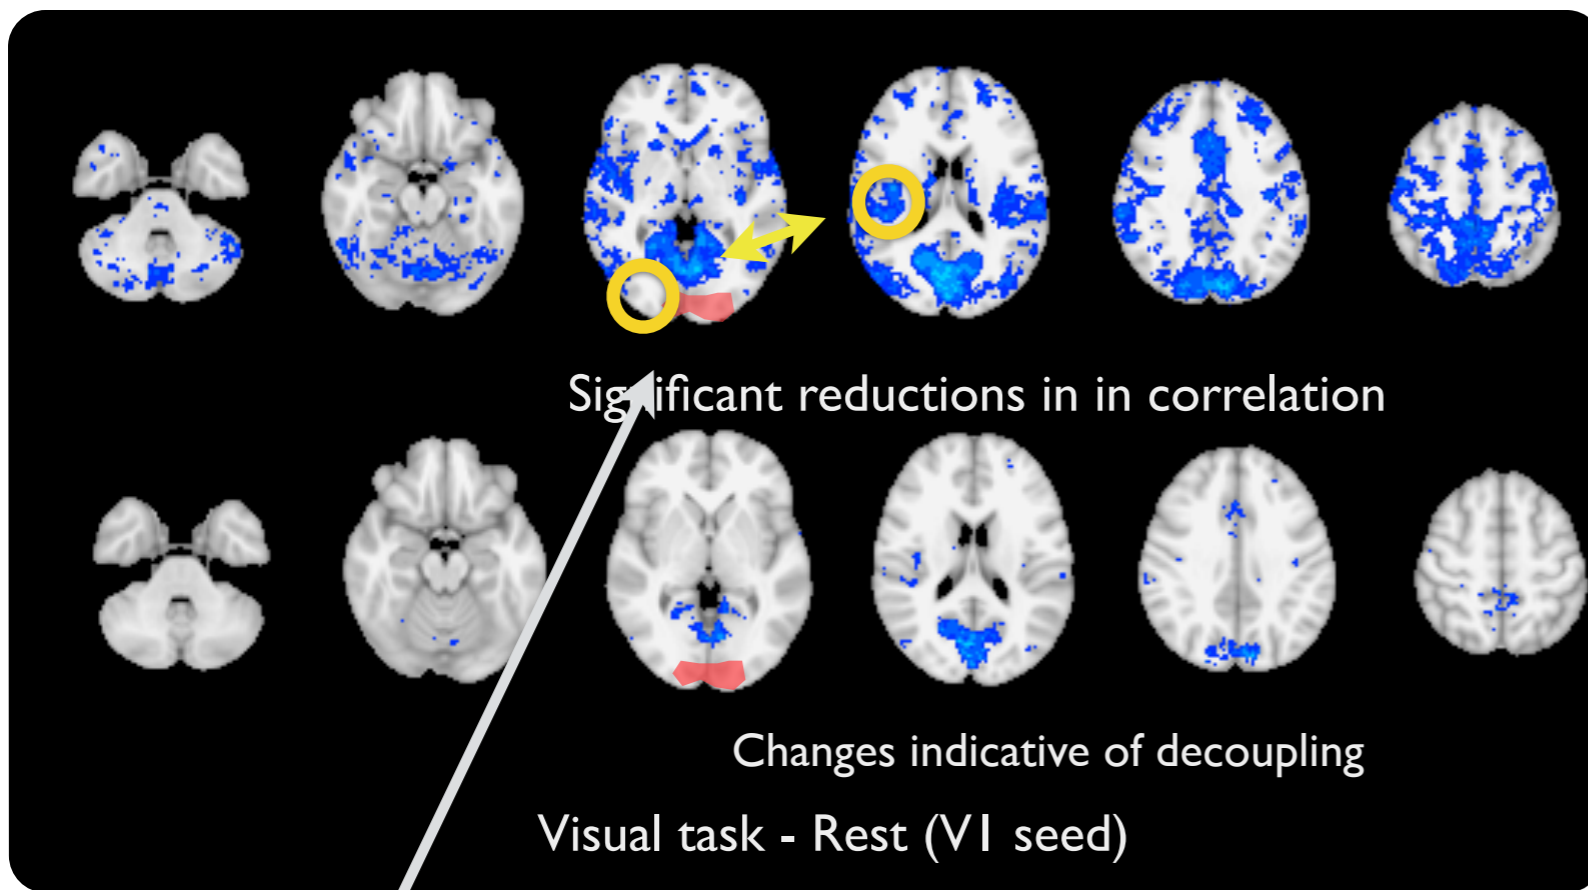 Significant reductions in in correlation
Changes indicative of decoupling
Visual task - Rest (V1 seed)